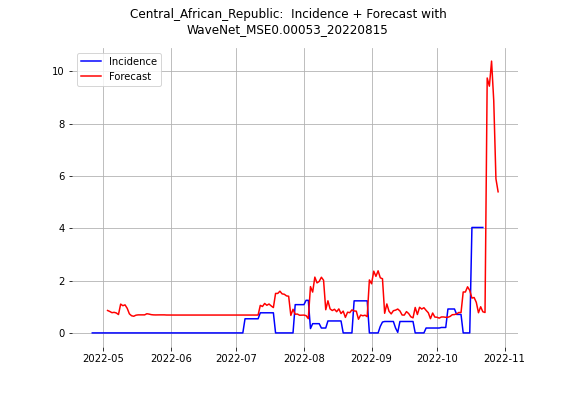 Central_African_Republic:  Incidence + Forecast with
WaveNet_MSE0.00053_20220815
Incidence
Forecast
10
8
6
4
2
0
2022-05 2022-06 2022-07 2022-08 2022-09 2022-10 2022-11